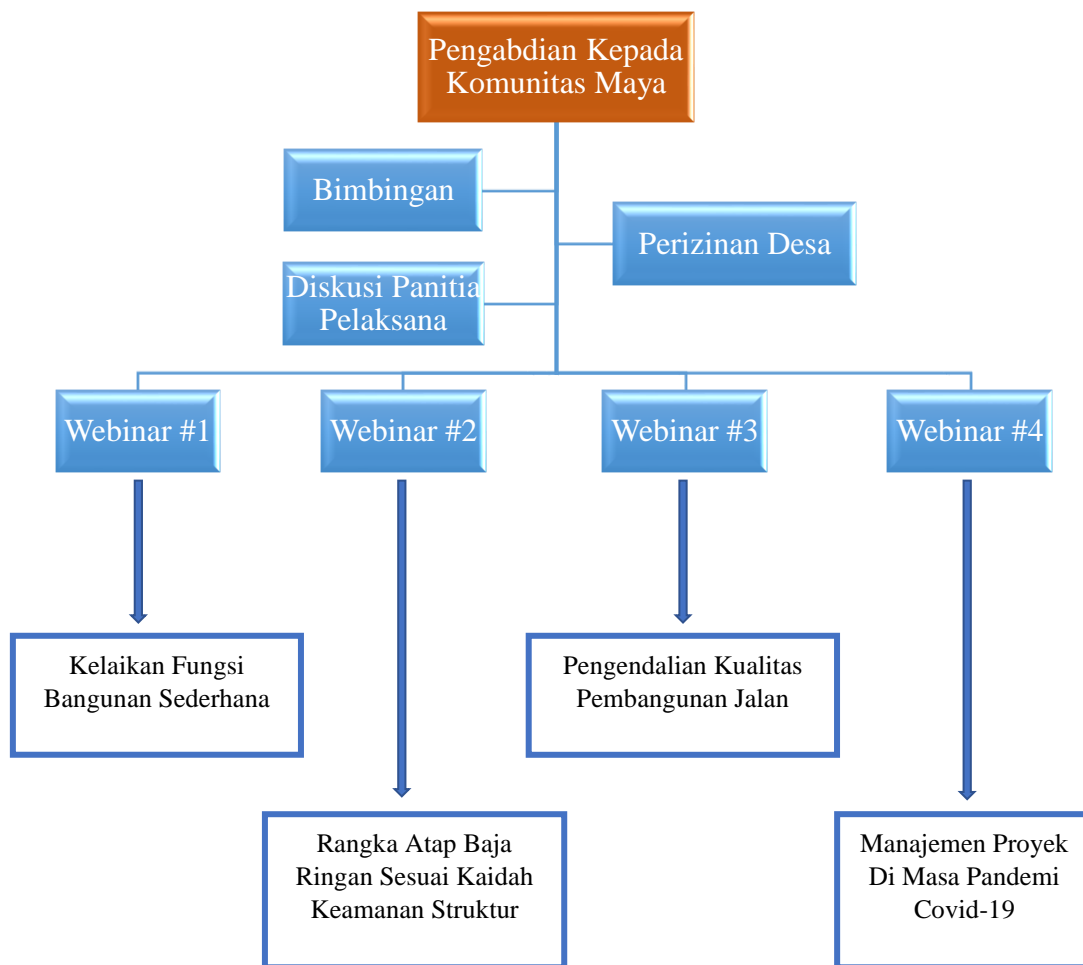 Pengabdian Kepada
Komunitas Maya
Bimbingan
Perizinan Desa
Diskusi Panitia
Pelaksana
Webinar #1
Webinar #2
Webinar #3
Webinar #4
Kelaikan Fungsi
Bangunan Sederhana
Pengendalian Kualitas
Pembangunan Jalan
Rangka Atap Baja
Ringan Sesuai Kaidah
Keamanan Struktur
Manajemen Proyek
Di Masa Pandemi
Covid-19